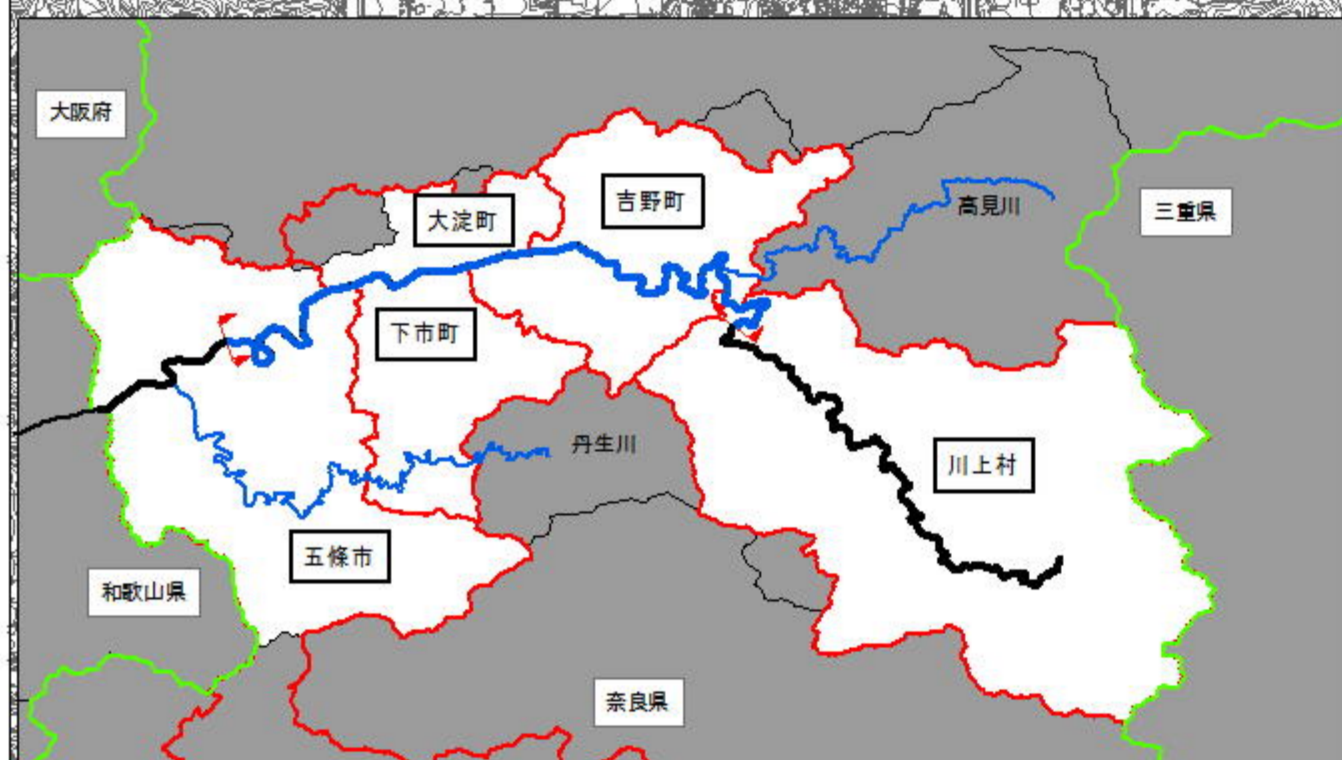 大阪府
吉野町
大淀町
高見川
三重県
下市町
丹生川
川上村
五條市
和歌山県
奈良県